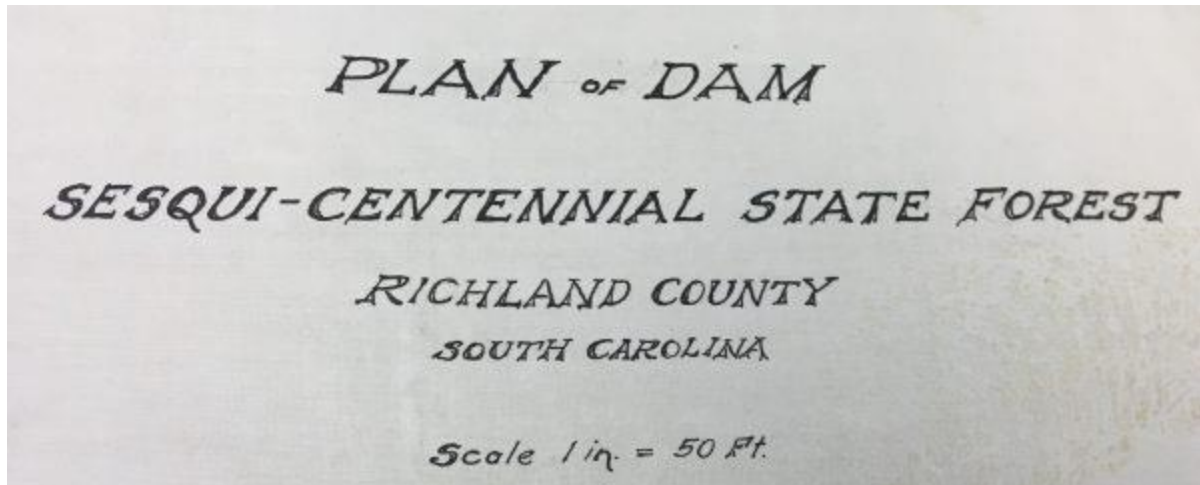 PLAN OF DAM
SESQUI-CENTENNIAL STATE FOREST
RICHLAND COUNTY
SOUTH CAROLINA
Scale 1 in. = 50 Ft.